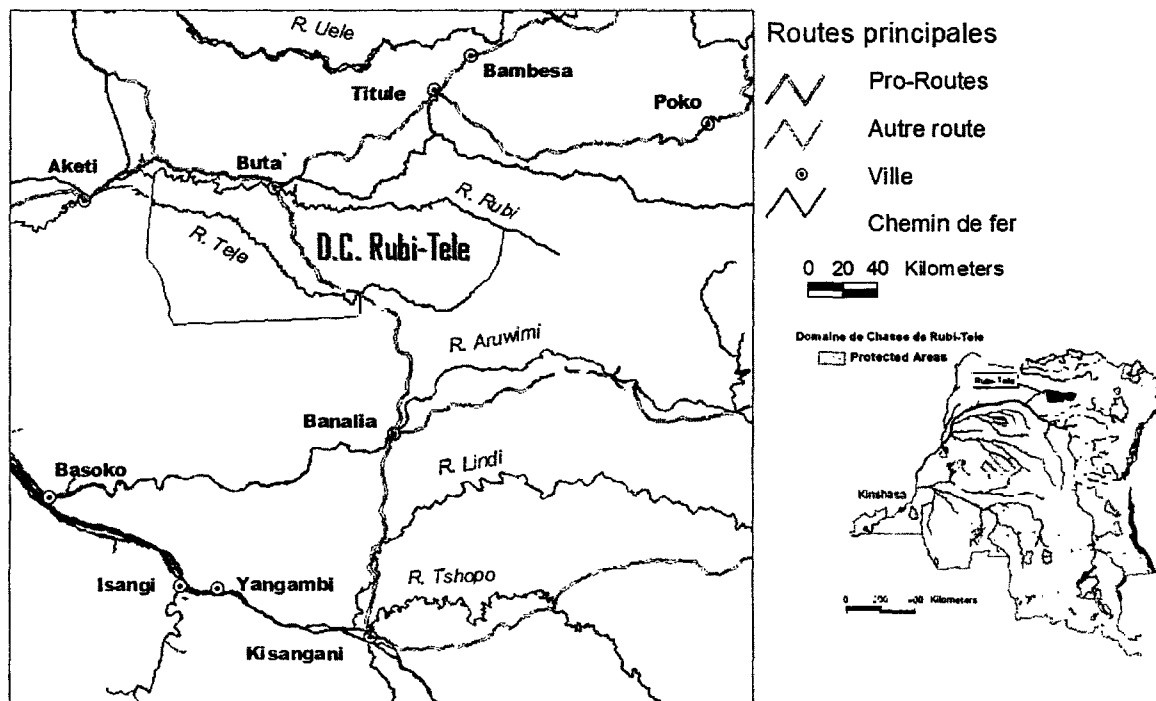 R. Uele
Bambesa
Titule
Poko
Aketi
Buta
R. Rubi
R. Tele
D.C. Rubi-Tele
R. Aruwimi
Banalia
R. Lindi
Basoko
Isangi
Yangambi
R. Tshopo
Kisangani
Routes principales
Pro-Routes
Autre route
Ville
Chemin de fer
0 20 40 Kilometers
Domaine de Chasse de Rubi-Tele
Protected Areas
Rubi-Tele
Kinshasa
Kilometers